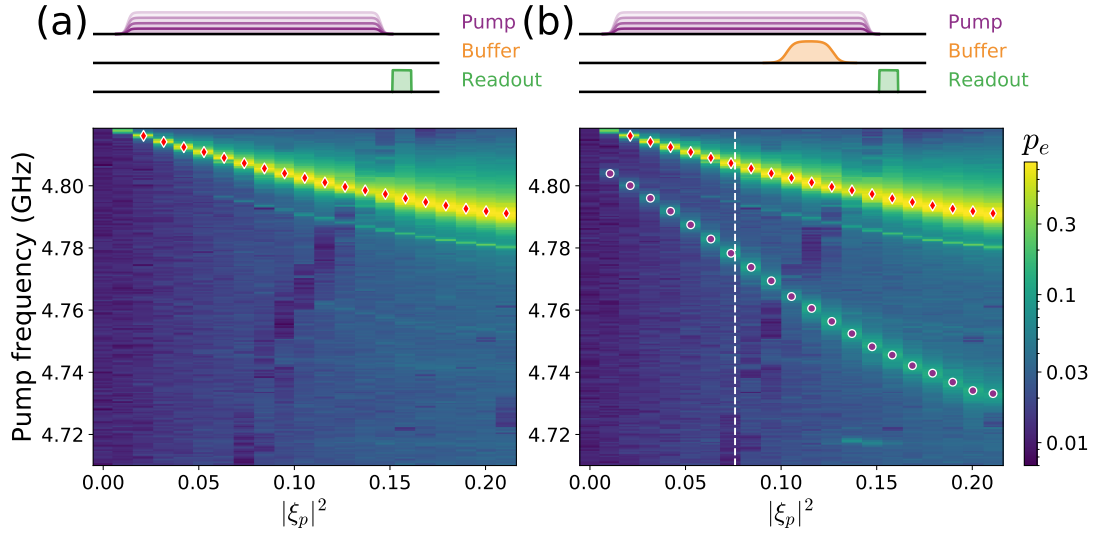 (a)
Pump
Buffer
Readout
(b)
Pump
Buffer
Readout
Pump frequency (GHz)
4.80
4.78
4.76
4.74
4.72
0.00 0.05 0.10 0.15 0.20
|ξₚ|²
4.80
4.78
4.76
4.74
4.72
0.00 0.05 0.10 0.15 0.20
|ξₚ|²
pₑ
0.3
0.1
0.03
0.01